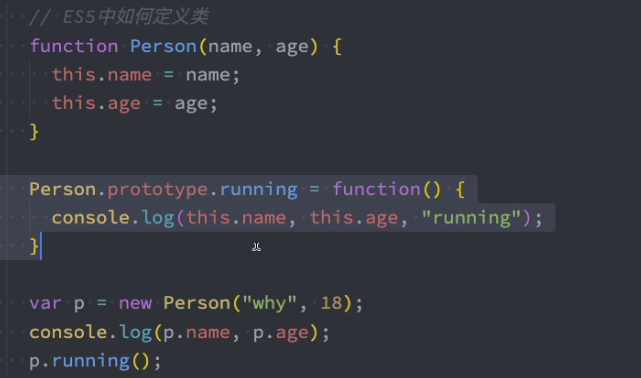 // ES5中如何定义类
function Person(name, age) {
  this.name = name;
  this.age = age;
}

Person.prototype.running = function() {
  console.log(this.name, this.age, "running");
}

var p = new Person("why", 18);
console.log(p.name, p.age);
p.running();